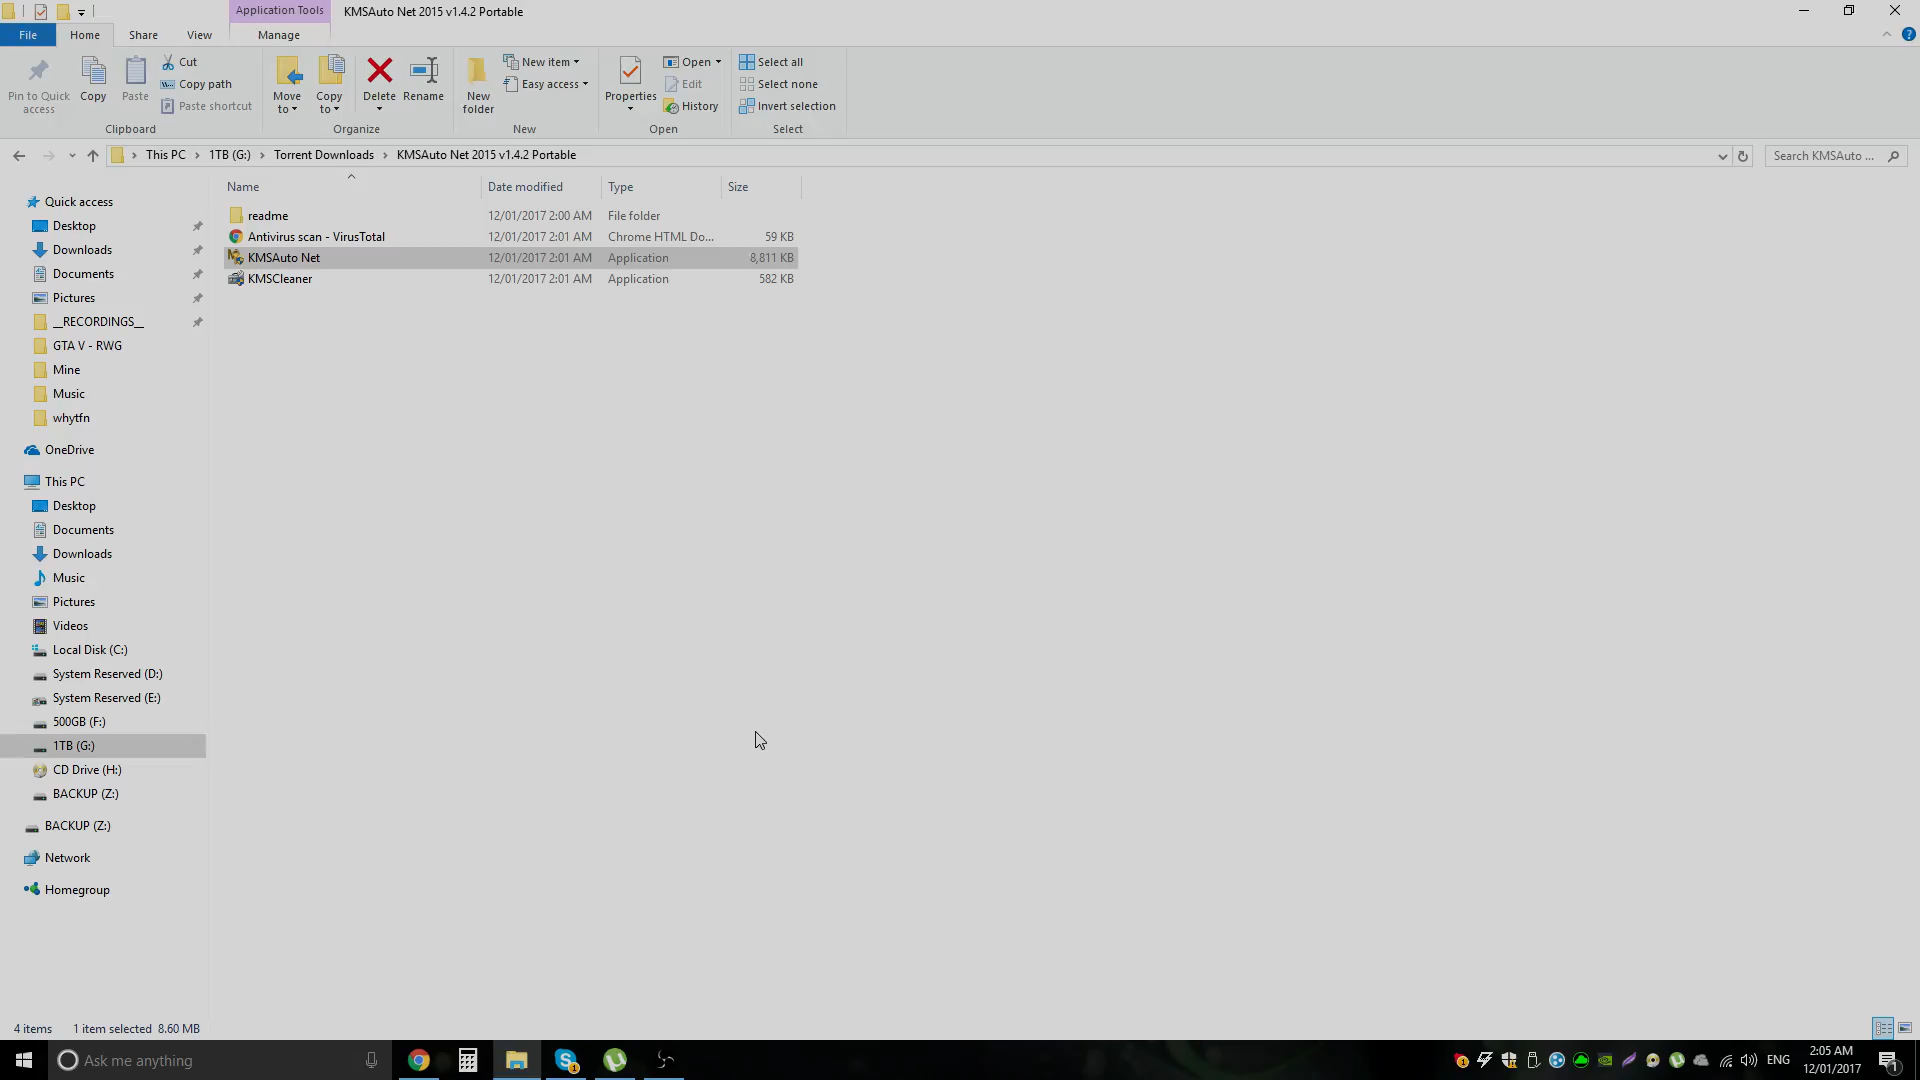 Application Tools
KMSAuto Net 2015 v1.4.2 Portable
File
Home
Share
View
Manage
Pin to Quick access
Copy
Paste
Cut
Copy path
Paste shortcut
Clipboard
Move to
Copy to
Delete
Rename
Organize
New folder
New item
Easy access
New
Properties
Open
Edit
History
Open
Select all
Select none
Invert selection
Select
This PC
1TB (G:)
Torrent Downloads
KMSAuto Net 2015 v1.4.2 Portable
Search KMSAuto ...
Name Date modified Type Size
readme 12/01/2017 2:00 AM File folder
Antivirus scan - VirusTotal 12/01/2017 2:01 AM Chrome HTML Do... 59 KB
KMSAuto Net 12/01/2017 2:01 AM Application 8,811 KB
KMSCleaner 12/01/2017 2:01 AM Application 582 KB
Quick access
Desktop
Downloads
Documents
Pictures
__RECORDINGS__
GTA V - RWG
Mine
Music
whytfn
OneDrive
This PC
Desktop
Documents
Downloads
Music
Pictures
Videos
Local Disk (C:)
System Reserved (D:)
System Reserved (E:)
500GB (F:)
1TB (G:)
CD Drive (H:)
BACKUP (Z:)
BACKUP (Z:)
Network
Homegroup
4 items 1 item selected 8.60 MB
Ask me anything
ENG
2:05 AM
12/01/2017